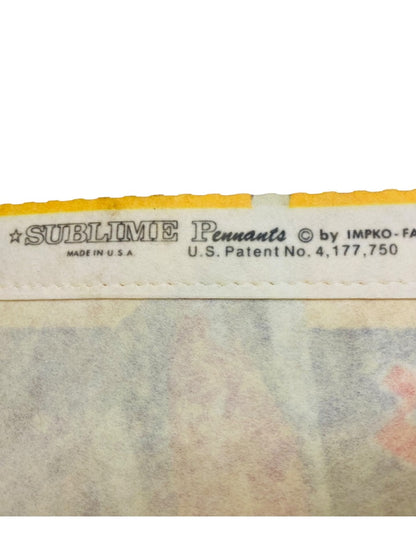 ☆SUBLIME Pennants © by IMPKO-FA
MADE IN U.S.A. U.S. Patent No. 4,177,750